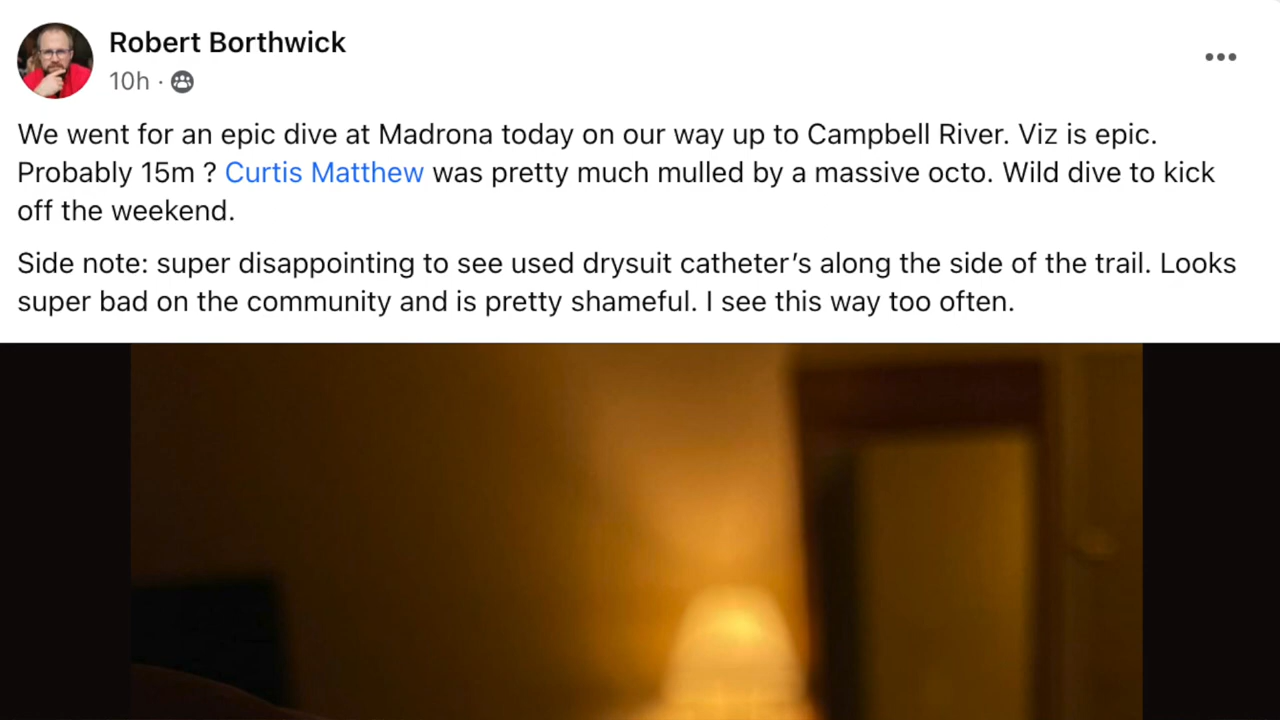 Robert Borthwick
10h ·
We went for an epic dive at Madrona today on our way up to Campbell River. Viz is epic.
Probably 15m ? Curtis Matthew was pretty much mulled by a massive octo. Wild dive to kick
off the weekend.
Side note: super disappointing to see used drysuit catheter's along the side of the trail. Looks
super bad on the community and is pretty shameful. I see this way too often.